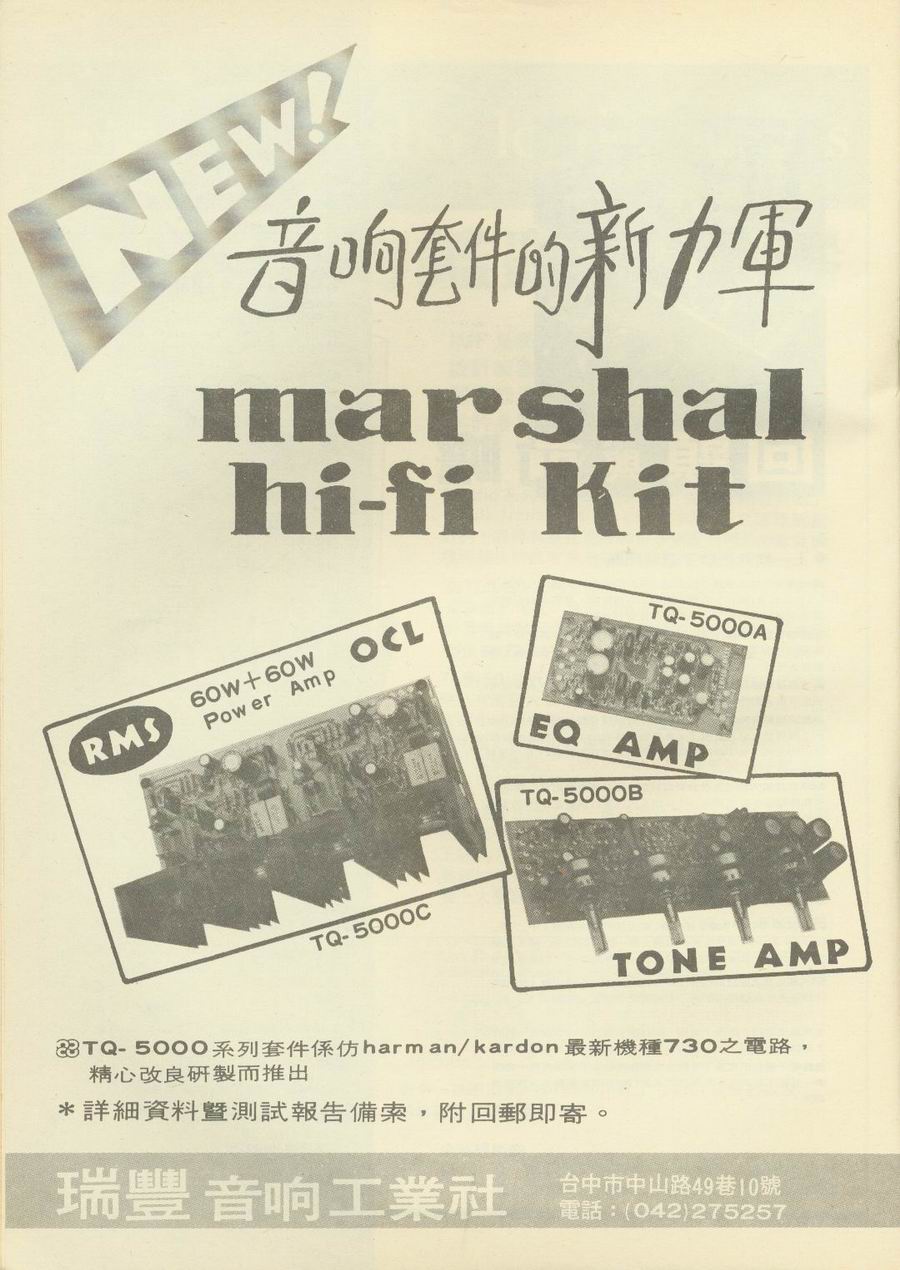 NEW!
音响套件的新力軍
marshal
hi-fi Kit
TQ-5000A
EQ AMP
RMS
60W+60W
Power Amp
OCL
TQ-5000C
TQ-5000B
TONE AMP
TQ-5000系列套件係仿harman/kardon最新機種730之電路，
精心改良研製而推出
*詳細資料暨測試報告備索，附回郵即寄。
瑞豐音响工業社
台中市中山路49巷10號
電話：(042)275257